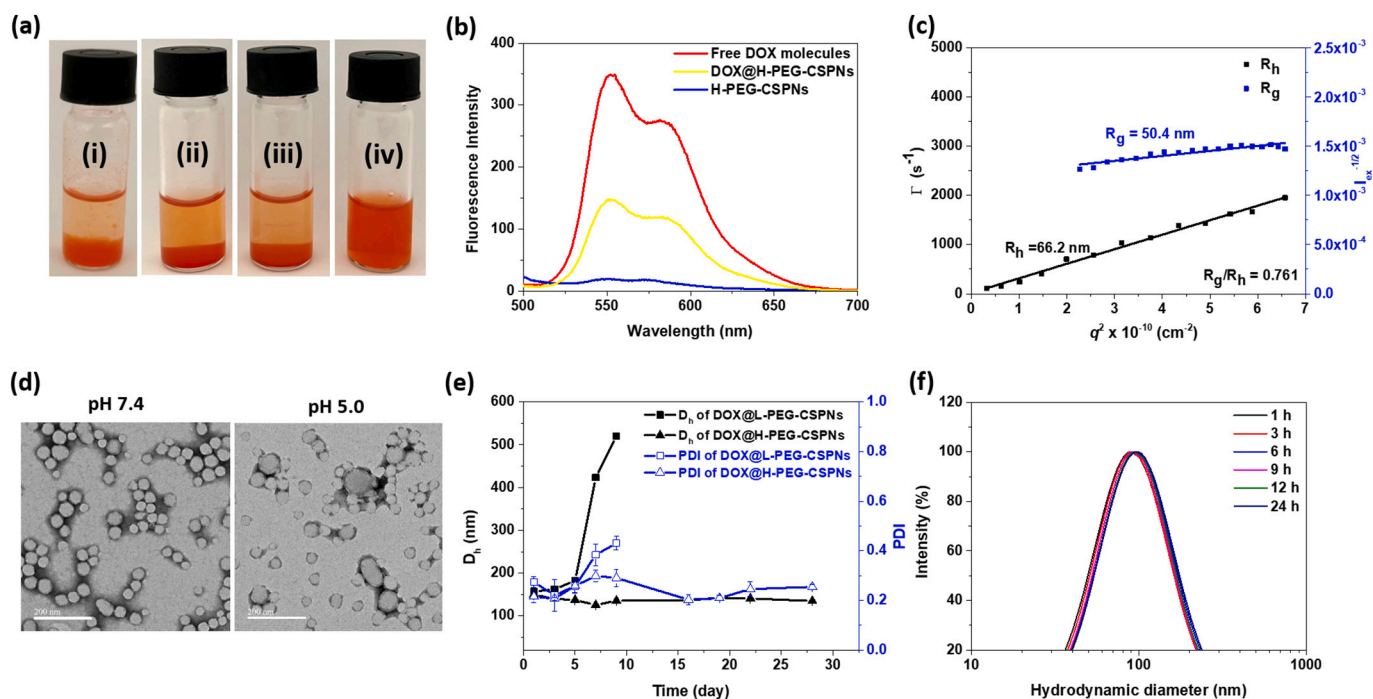 (a)
(i)
(ii)
(iii)
(iv)
(b)
400
300
200
100
0
Fluorescence Intensity
Free DOX molecules
DOX@H-PEG-CSPNs
H-PEG-CSPNs
500
550
600
650
700
Wavelength (nm)
(c)
5000
4000
3000
2000
1000
0
Γ (s⁻¹)
Rₕ
R_g
R_g = 50.4 nm
Rₕ =66.2 nm
R_g/Rₕ = 0.761
2.5x10⁻³
2.0x10⁻³
1.5x10⁻³
1.0x10⁻³
5.0x10⁻⁴
0.0
I_ex^-1/2
0
1
2
3
4
5
6
7
q² x 10⁻¹⁰ (cm⁻²)
(d)
pH 7.4
pH 5.0
200 nm
200 nm
(e)
600
550
500
450
400
350
300
250
200
150
100
Dₕ (nm)
Dₕ of DOX@L-PEG-CSPNs
Dₕ of DOX@H-PEG-CSPNs
PDI of DOX@L-PEG-CSPNs
PDI of DOX@H-PEG-CSPNs
1.0
0.8
0.6
0.4
0.2
0.0
PDI
0
5
10
15
20
25
30
Time (day)
(f)
120
100
80
60
40
20
Intensity (%)
1 h
3 h
6 h
9 h
12 h
24 h
10
100
1000
Hydrodynamic diameter (nm)